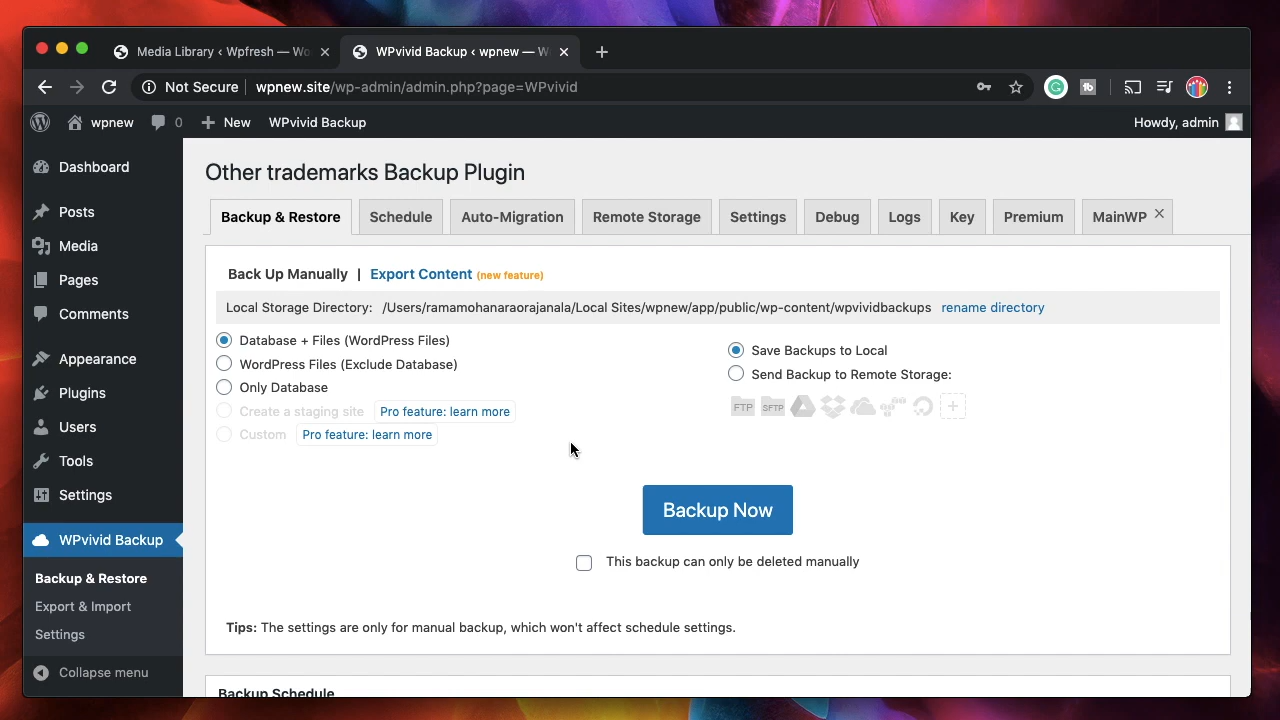 Media Library ‹ Wpfresh — Wo
WPvivid Backup ‹ wpnew — W
Not Secure wpnew.site/wp-admin/admin.php?page=WPvivid
wpnew 0 New WPvivid Backup Howdy, admin
Dashboard
Posts
Media
Pages
Comments
Appearance
Plugins
Users
Tools
Settings
WPvivid Backup
Backup & Restore
Export & Import
Settings
Collapse menu
Other trademarks Backup Plugin
Backup & Restore Schedule Auto-Migration Remote Storage Settings Debug Logs Key Premium MainWP
Back Up Manually | Export Content (new feature)
Local Storage Directory: /Users/ramamohanaraorajanala/Local Sites/wpnew/app/public/wp-content/wpvividbackups rename directory
Database + Files (WordPress Files)
WordPress Files (Exclude Database)
Only Database
Create a staging site Pro feature: learn more
Custom Pro feature: learn more
Save Backups to Local
Send Backup to Remote Storage:
FTP SFTP
Backup Now
This backup can only be deleted manually
Tips: The settings are only for manual backup, which won't affect schedule settings.
Backup Schedule